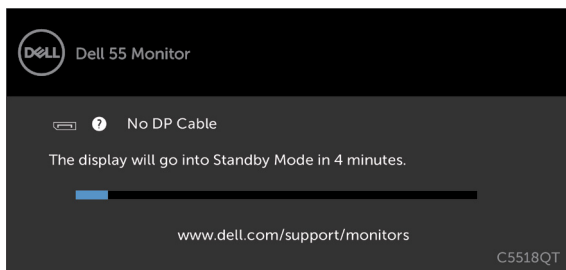 DELL Dell 55 Monitor
? No DP Cable
The display will go into Standby Mode in 4 minutes.
www.dell.com/support/monitors
C5518QT